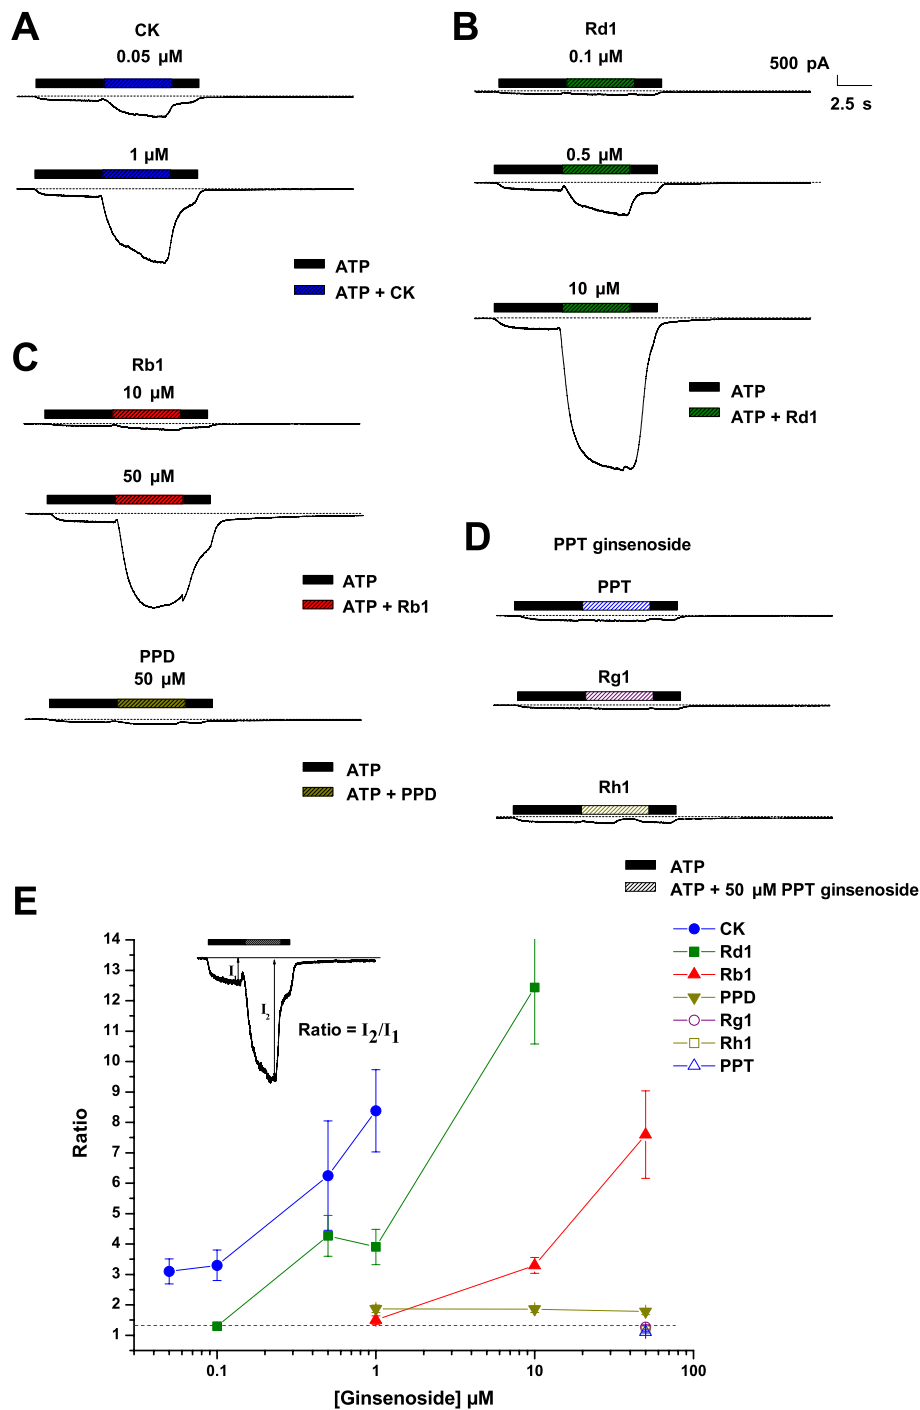 A
CK
0.05 µM
1 µM
ATP
ATP + CK
B
Rd1
0.1 µM
500 pA
2.5 s
0.5 µM
10 µM
ATP
ATP + Rd1
C
Rb1
10 µM
50 µM
ATP
ATP + Rb1
PPD
50 µM
ATP
ATP + PPD
D
PPT ginsenoside
PPT
Rg1
Rh1
ATP
ATP + 50 µM PPT ginsenoside
E
CK
Rd1
Rb1
PPD
Rg1
Rh1
PPT
I1
I2
Ratio = I2/I1
Ratio
14
13
12
11
10
9
8
7
6
5
4
3
2
1
0.1
1
10
100
[Ginsenoside] µM